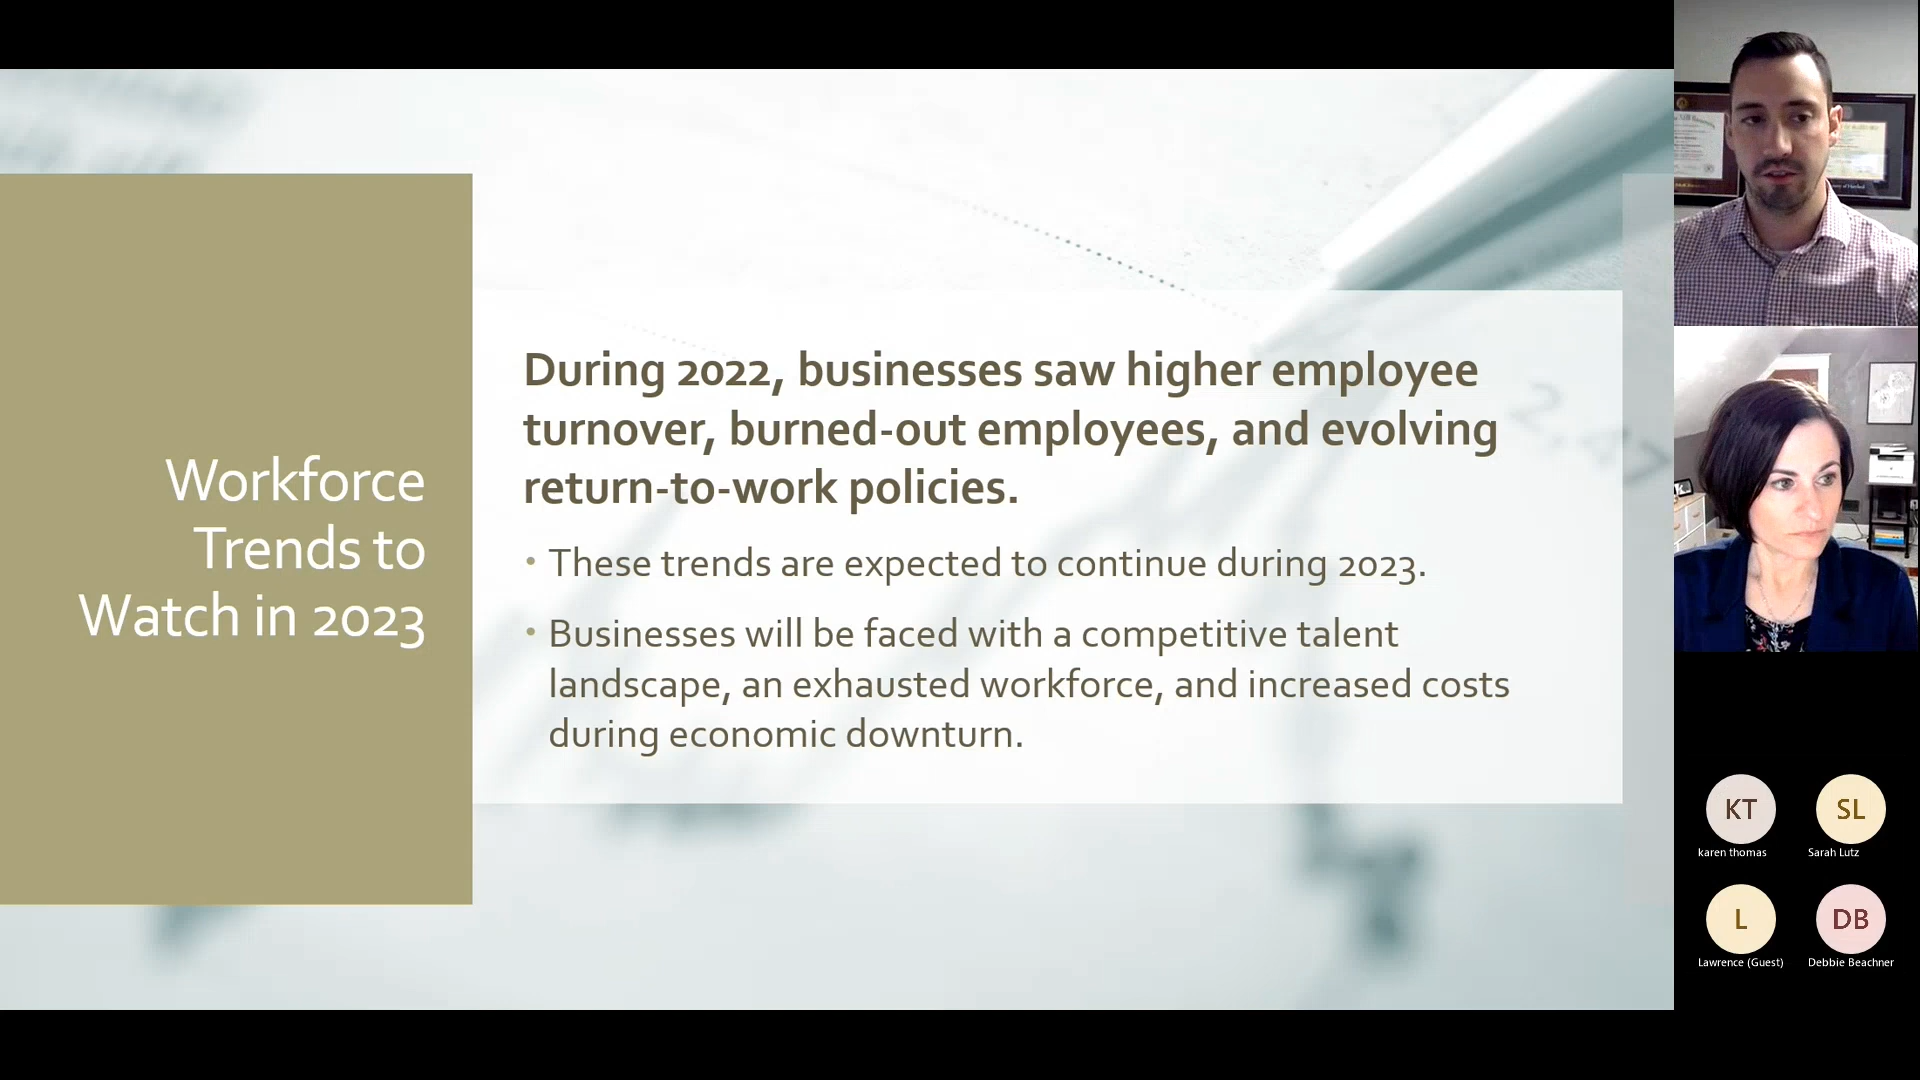 Workforce
Trends to
Watch in 2023
During 2022, businesses saw higher employee
turnover, burned-out employees, and evolving
return-to-work policies.
• These trends are expected to continue during 2023.
• Businesses will be faced with a competitive talent
landscape, an exhausted workforce, and increased costs
during economic downturn.
2,47
KT
karen thomas
SL
Sarah Lutz
L
Lawrence (Guest)
DB
Debbie Beachner